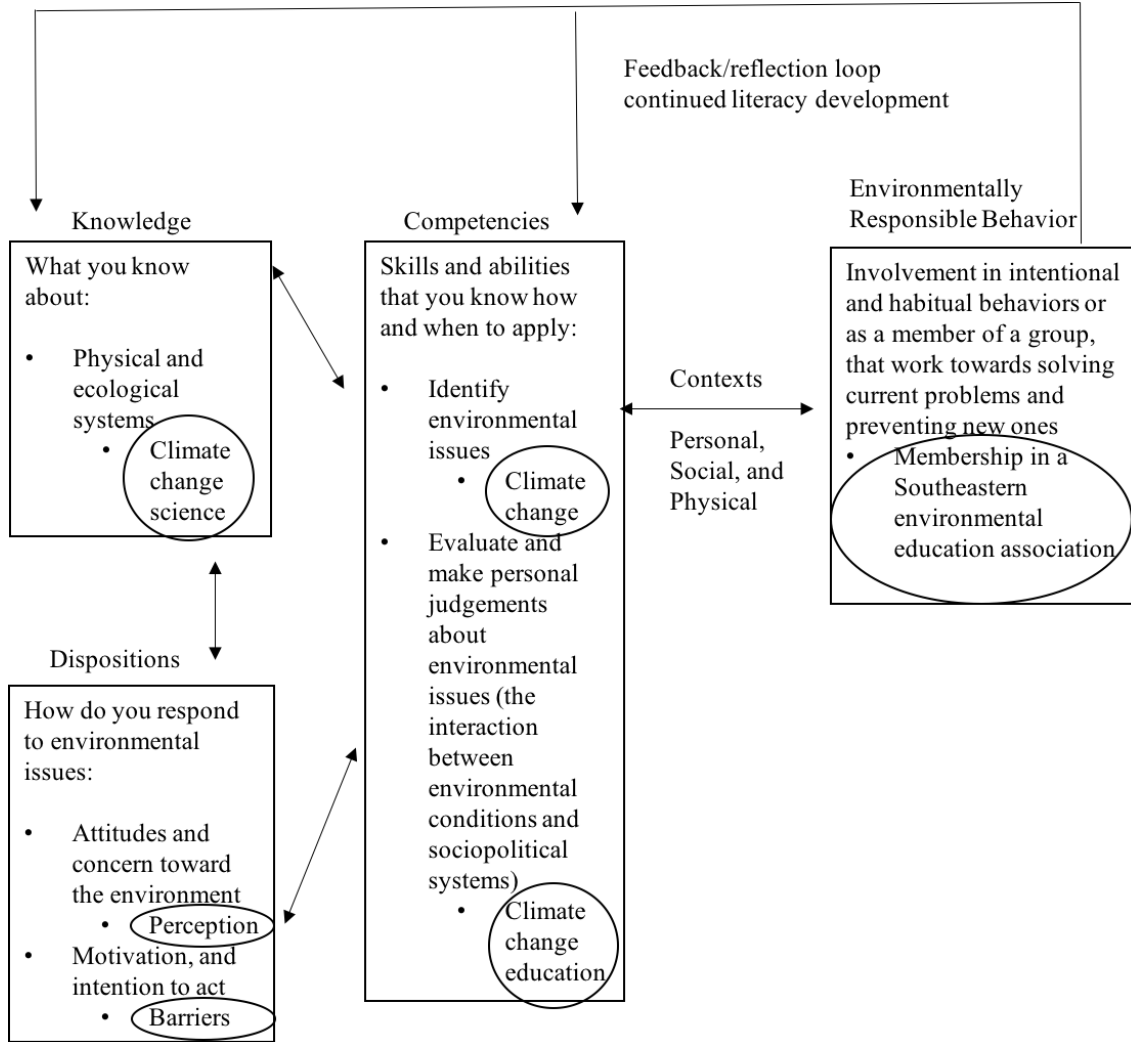 Feedback/reflection loop
continued literacy development
Knowledge
What you know
about:
• Physical and
ecological
systems
• Climate
change
science
Dispositions
How do you respond
to environmental
issues:
• Attitudes and
concern toward
the environment
• Perception
• Motivation, and
intention to act
• Barriers
Competencies
Skills and abilities
that you know how
and when to apply:
• Identify
environmental
issues
• Climate
change
• Evaluate and
make personal
judgements
about
environmental
issues (the
interaction
between
environmental
conditions and
sociopolitical
systems)
• Climate
change
education
Contexts
Personal,
Social, and
Physical
Environmentally
Responsible Behavior
Involvement in intentional
and habitual behaviors or
as a member of a group,
that work towards solving
current problems and
preventing new ones
• Membership in a
Southeastern
environmental
education association